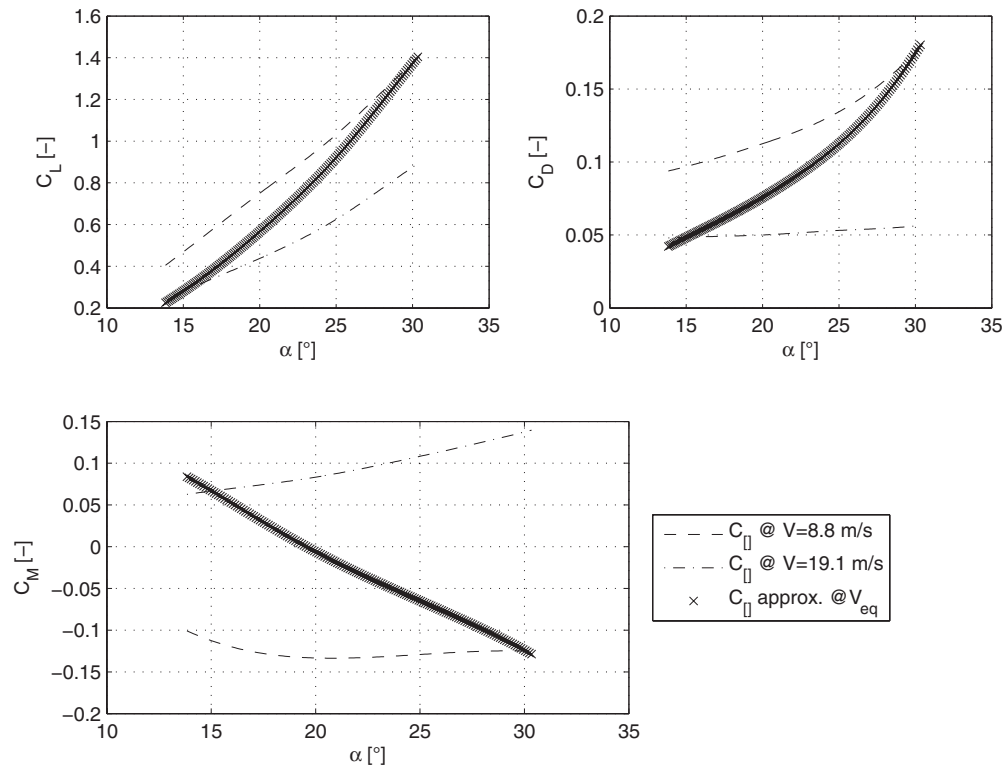 1.6
1.4
1.2
1
0.8
0.6
0.4
0.2
C_L [−]
10 15 20 25 30 35
α [°]
0.2
0.15
0.1
0.05
0
C_D [−]
10 15 20 25 30 35
α [°]
0.15
0.1
0.05
0
−0.05
−0.1
−0.15
−0.2
C_M [−]
10 15 20 25 30 35
α [°]
C_[] @ V=8.8 m/s
C_[] @ V=19.1 m/s
C_[] approx. @V_eq